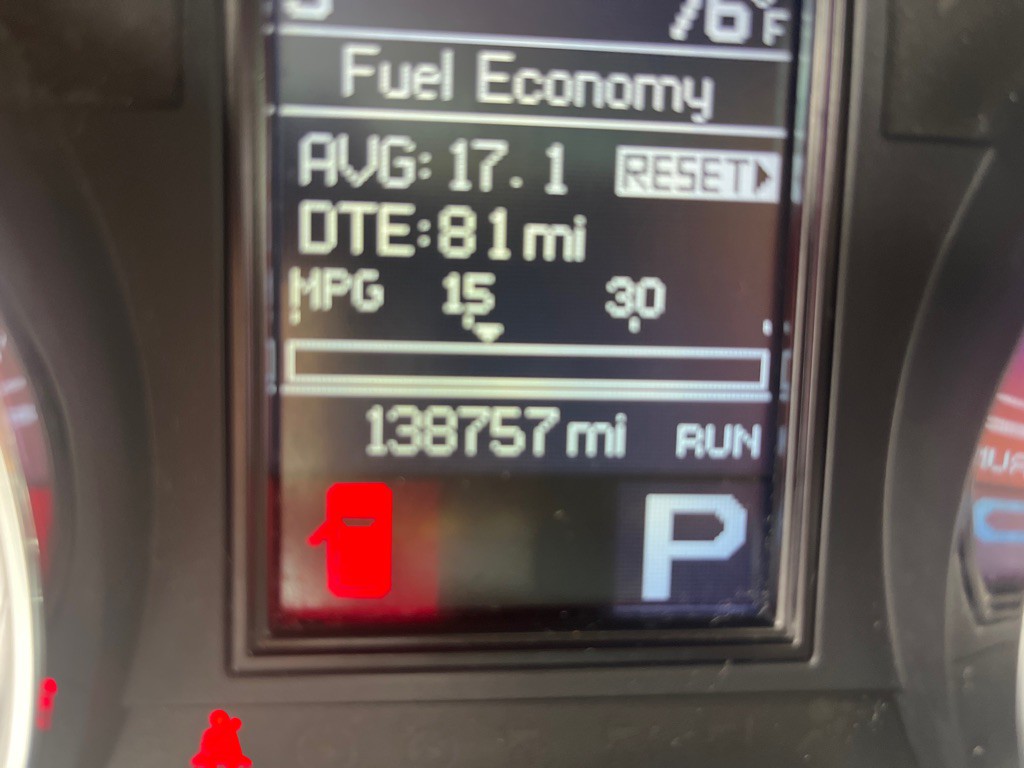 76°F
Fuel Economy
AVG: 17.1 RESET
DTE: 81 mi
MPG 15 30
138757 mi RUN
P